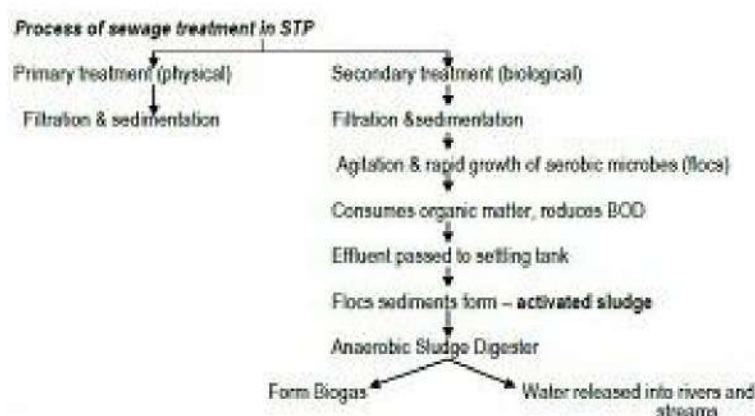 Process of sewage treatment in STP
Primary treatment (physical)
Secondary treatment (biological)
Filtration & sedimentation
Filtration &sedimentation
Agitation & rapid growth of aerobic microbes (flocs)
Consumes organic matter, reduces BOD
Effluent passed to settling tank
Flocs sediments form – activated sludge
Anaerobic Sludge Digester
Form Biogas
Water released into rivers and
streams